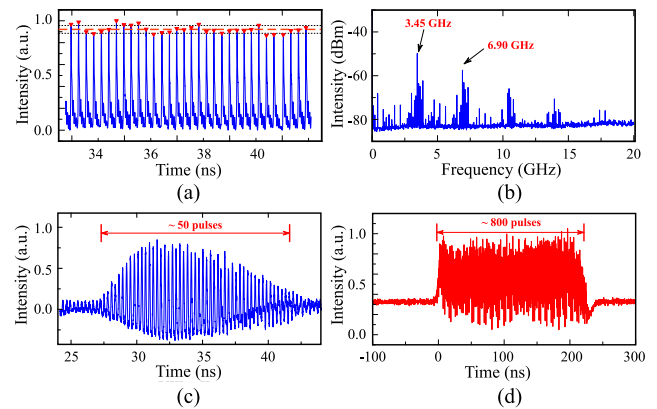 Intensity (a.u.)
1.0
0.5
0.0
34
36
38
40
Time (ns)
(a)
Intensity (dBm)
-40
-60
-80
3.45 GHz
6.90 GHz
0
5
10
15
20
Frequency (GHz)
(b)
Intensity (a.u.)
1.0
0.5
0.0
~ 50 pulses
25
30
35
40
Time (ns)
(c)
Intensity (a.u.)
1.0
0.5
0.0
~ 800 pulses
-100
0
100
200
300
Time (ns)
(d)